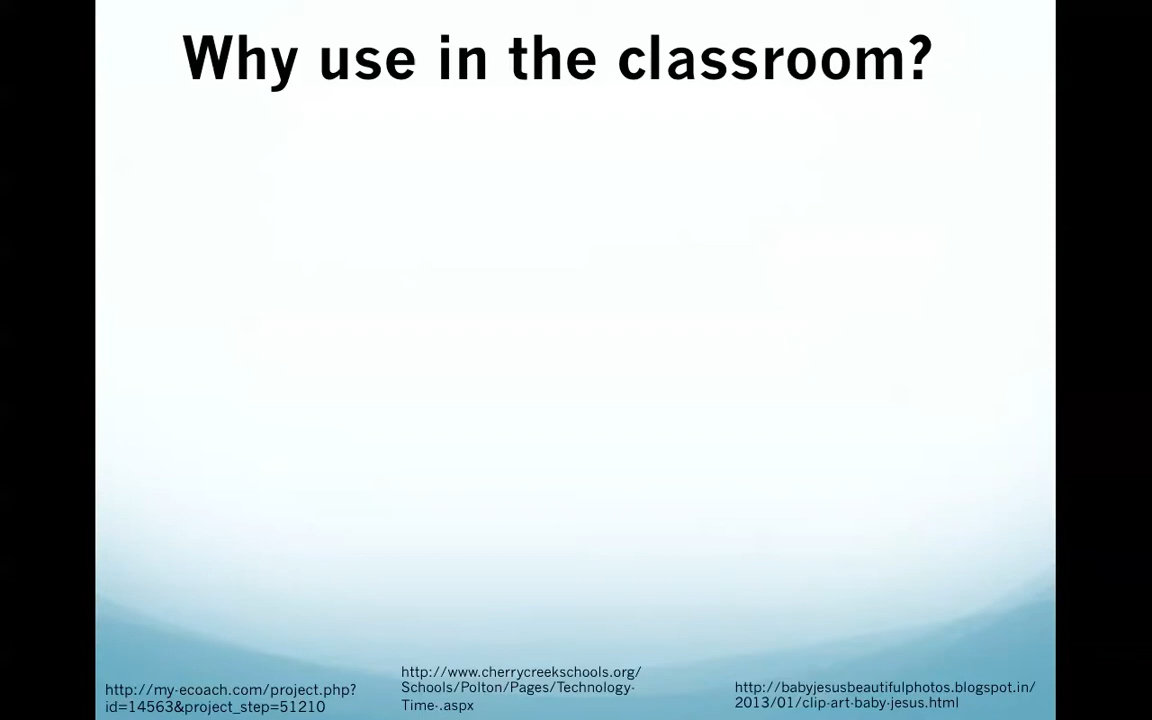 Why use in the classroom?
http://my-ecoach.com/project.php?
id=14563&project_step=51210
http://www.cherrycreekschools.org/
Schools/Polton/Pages/Technology-
Time-.aspx
http://babyjesusbeautifulphotos.blogspot.in/
2013/01/clip-art-baby-jesus.html